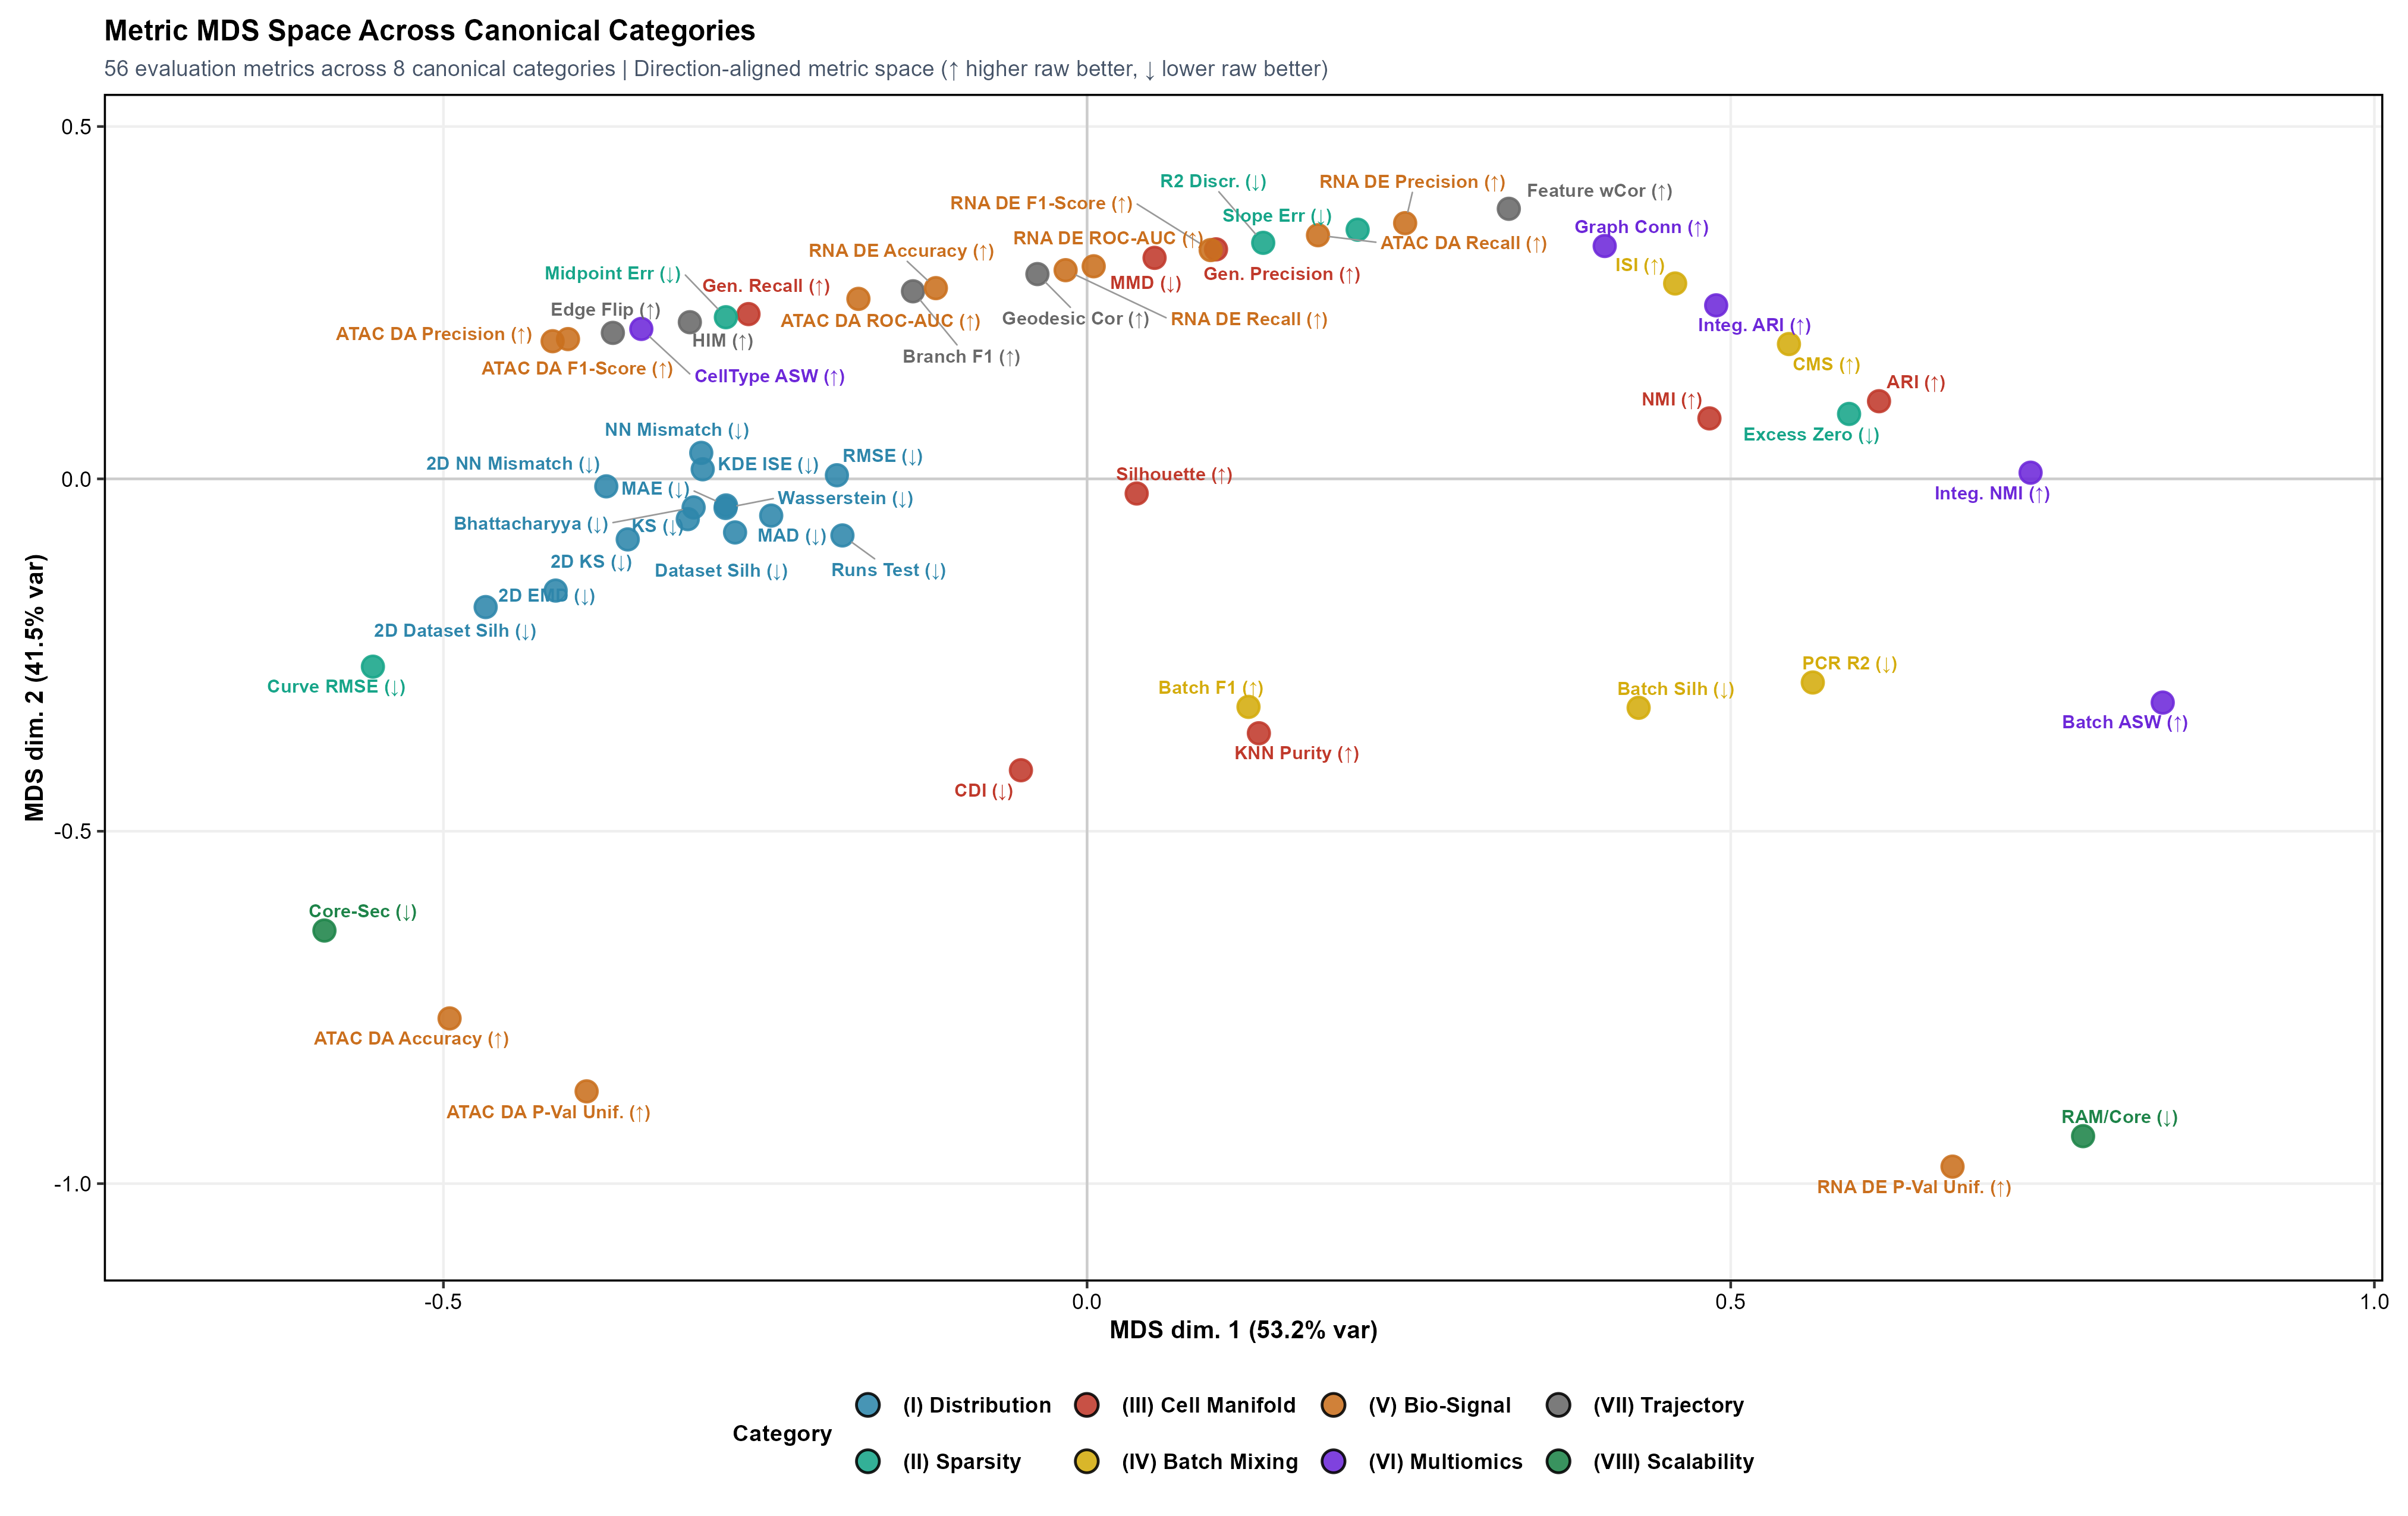 Metric MDS Space Across Canonical Categories
56 evaluation metrics across 8 canonical categories | Direction-aligned metric space (↑ higher raw better, ↓ lower raw better)
MDS dim. 2 (41.5% var)
0.5
0.0
-0.5
-1.0
R2 Discr. (↓)
RNA DE Precision (↑)
Feature wCor (↑)
RNA DE F1-Score (↑)
Slope Err (↓)
Graph Conn (↑)
RNA DE ROC-AUC (↑)
ATAC DA Recall (↑)
RNA DE Accuracy (↑)
ISI (↑)
Midpoint Err (↓)
Gen. Precision (↑)
Gen. Recall (↑)
MMD (↓)
Edge Flip (↑)
ATAC DA ROC-AUC (↑)
Geodesic Cor (↑)
RNA DE Recall (↑)
Integ. ARI (↑)
ATAC DA Precision (↑)
HIM (↑)
Branch F1 (↑)
ATAC DA F1-Score (↑)
CellType ASW (↑)
CMS (↑)
ARI (↑)
NMI (↑)
Excess Zero (↓)
NN Mismatch (↓)
2D NN Mismatch (↓)
KDE ISE (↓)
RMSE (↓)
Silhouette (↑)
MAE (↓)
Wasserstein (↓)
Integ. NMI (↑)
Bhattacharyya (↓)
KS (↓)
MAD (↓)
2D KS (↓)
Dataset Silh (↓)
Runs Test (↓)
2D EMD (↓)
2D Dataset Silh (↓)
Curve RMSE (↓)
Batch F1 (↑)
Batch Silh (↓)
PCR R2 (↓)
Batch ASW (↑)
KNN Purity (↑)
CDI (↓)
Core-Sec (↓)
ATAC DA Accuracy (↑)
ATAC DA P-Val Unif. (↑)
RAM/Core (↓)
RNA DE P-Val Unif. (↑)
-0.5
0.0
0.5
1.0
MDS dim. 1 (53.2% var)
Category
(I) Distribution
(III) Cell Manifold
(V) Bio-Signal
(VII) Trajectory
(II) Sparsity
(IV) Batch Mixing
(VI) Multiomics
(VIII) Scalability